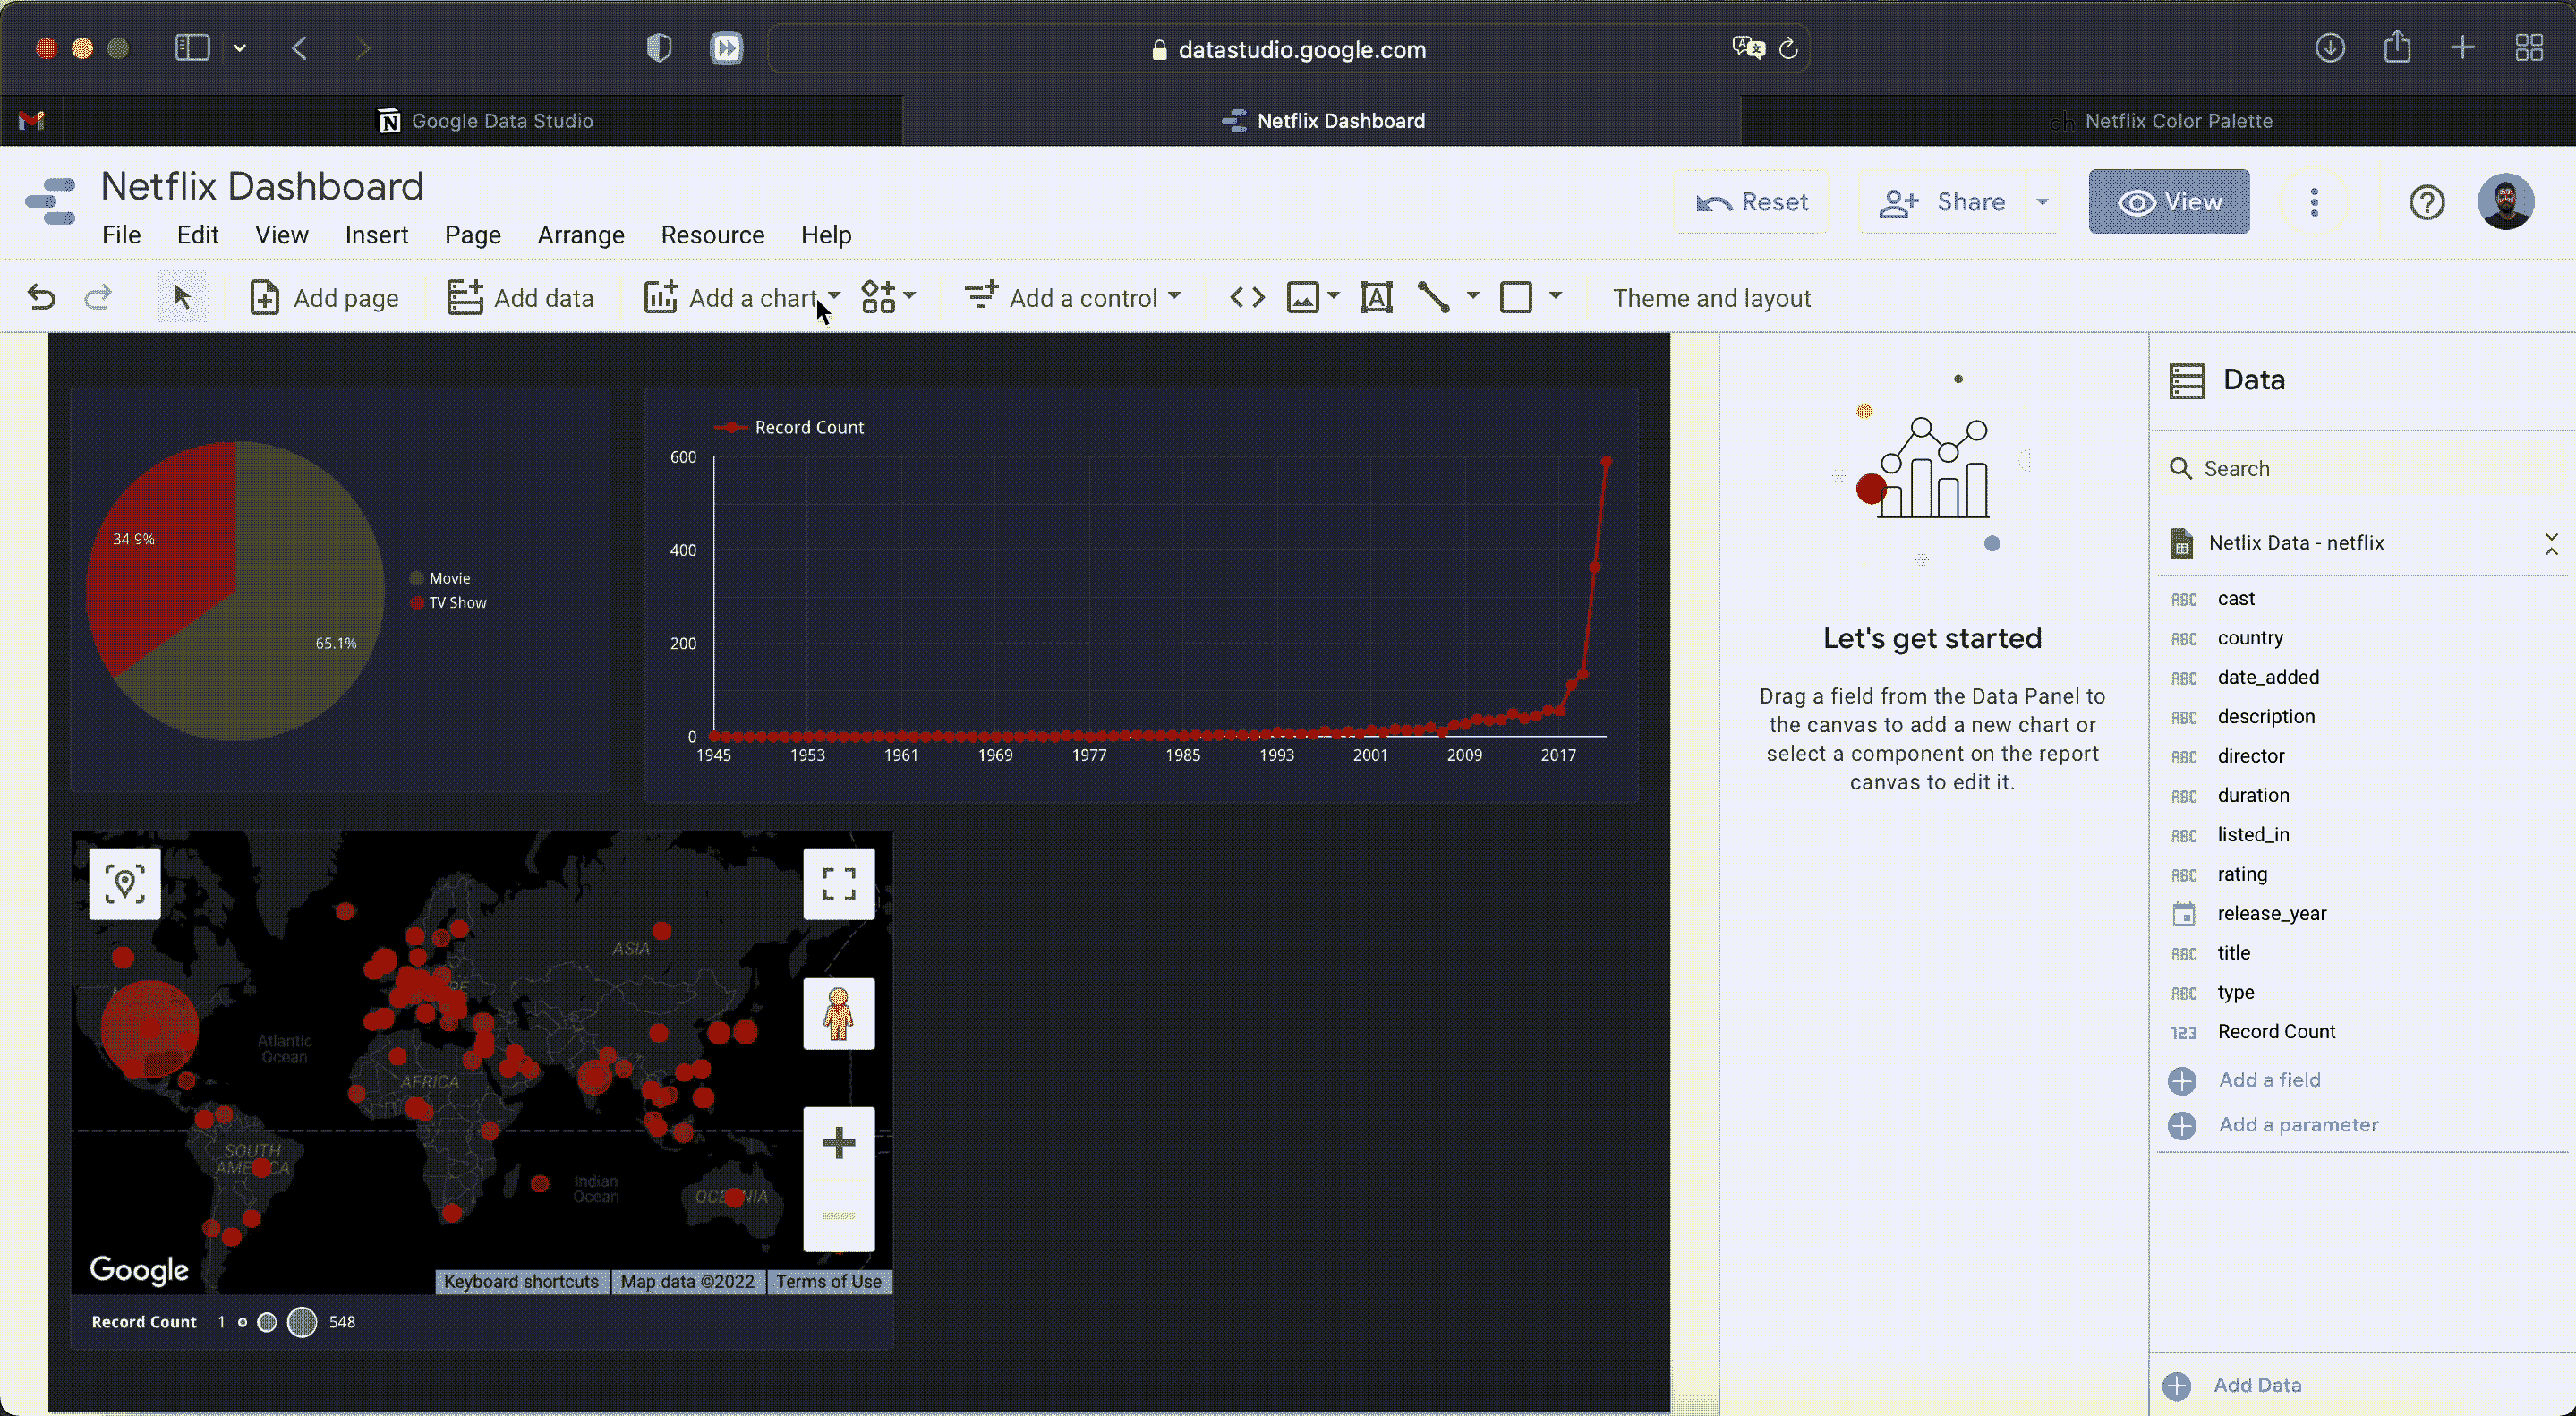 datastudio.google.com
Google Data Studio
Netflix Dashboard
ch Netflix Color Palette
Netflix Dashboard
File Edit View Insert Page Arrange Resource Help
Reset
Share
View
Add page
Add data
Add a chart
Add a control
Theme and layout
34.9%
65.1%
Movie
TV Show
Record Count
600
400
200
0
1945 1953 1961 1969 1977 1985 1993 2001 2009 2017
ASIA
Atlantic
Ocean
AFRICA
SOUTH
Indian
Ocean
Google
Keyboard shortcuts
Map data ©2022
Terms of Use
Record Count 1 548
Let's get started
Drag a field from the Data Panel to
the canvas to add a new chart or
select a component on the report
canvas to edit it.
Data
Search
Netlix Data - netflix
ABC cast
ABC country
ABC date_added
ABC description
ABC director
ABC duration
ABC listed_in
ABC rating
release_year
ABC title
ABC type
123 Record Count
Add a field
Add a parameter
Add Data